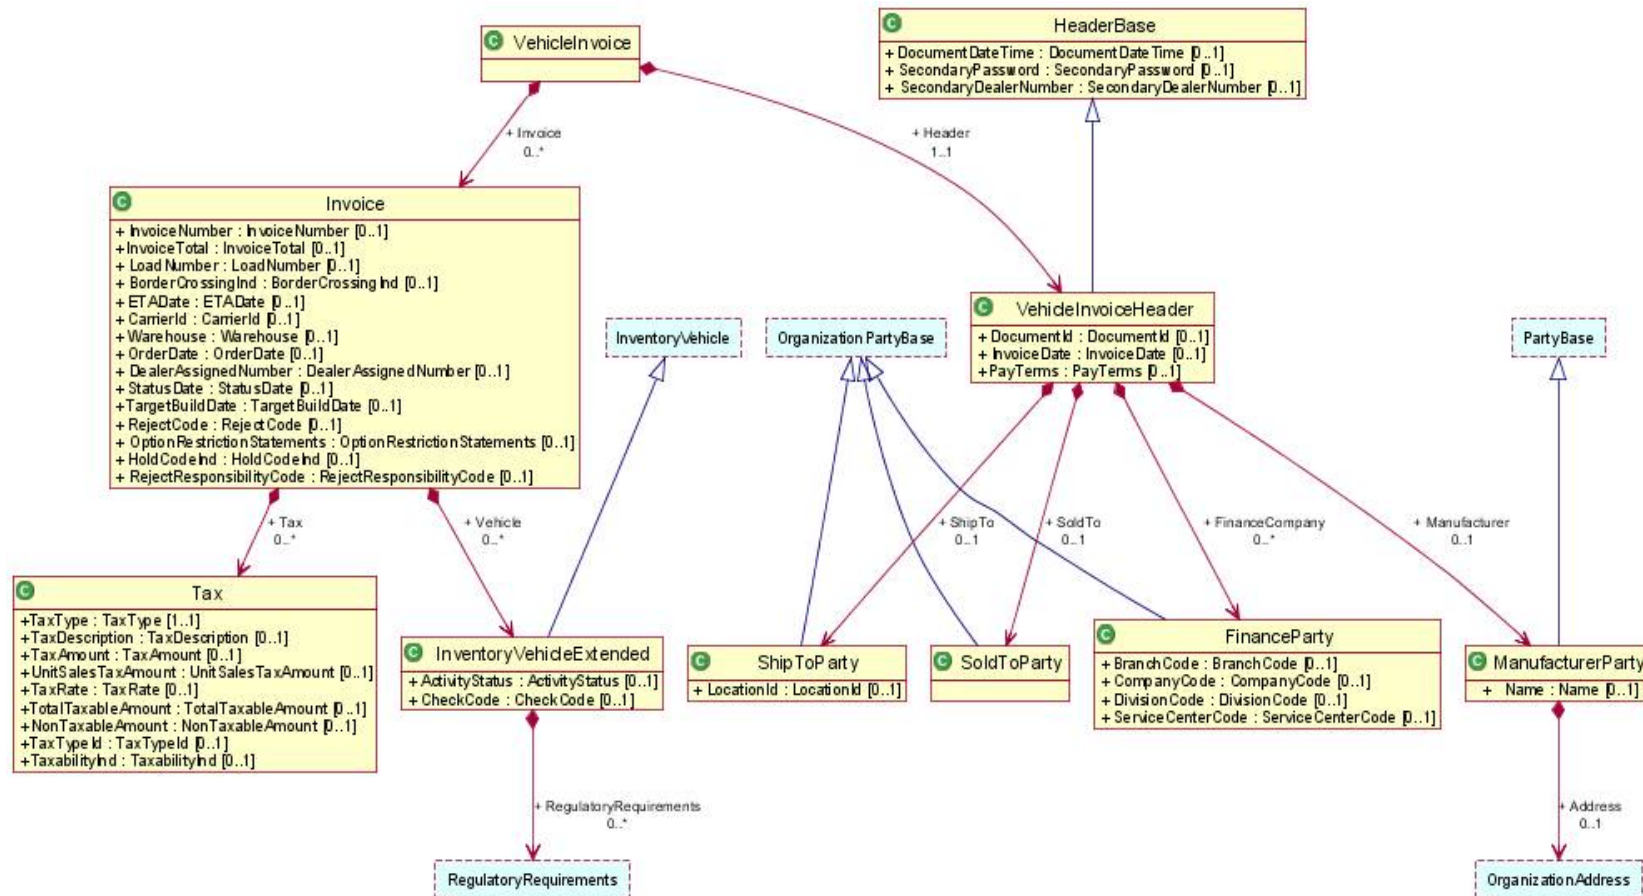 VehicleInvoice
HeaderBase
+ DocumentDateTime : DocumentDateTime [0..1]
+ SecondaryPassword : SecondaryPassword [0..1]
+ SecondaryDealerNumber : SecondaryDealerNumber [0..1]
+ Invoice
0..*
+ Header
1..1
Invoice
+ InvoiceNumber : InvoiceNumber [0..1]
+InvoiceTotal : InvoiceTotal [0..1]
+ LoadNumber : LoadNumber [0..1]
+ BorderCrossingInd : BorderCrossingInd [0..1]
+ ETADate : ETADate [0..1]
+ CarrierId : CarrierId [0..1]
+ Warehouse : Warehouse [0..1]
+ OrderDate : OrderDate [0..1]
+ DealerAssignedNumber : DealerAssignedNumber [0..1]
+ StatusDate : StatusDate [0..1]
+TargetBuildDate : TargetBuildDate [0..1]
+ RejectCode : RejectCode [0..1]
+ OptionRestrictionStatements : OptionRestrictionStatements [0..1]
+ HoldCodeInd : HoldCodeInd [0..1]
+ RejectResponsibilityCode : RejectResponsibilityCode [0..1]
InventoryVehicle
OrganizationPartyBase
VehicleInvoiceHeader
+ DocumentId : DocumentId [0..1]
+ InvoiceDate : InvoiceDate [0..1]
+PayTerms : PayTerms [0..1]
PartyBase
+ Tax
0..*
+ Vehicle
0..*
+ ShipTo
0..1
+ SoldTo
0..1
+ FinanceCompany
0..*
+ Manufacturer
0..1
Tax
+TaxType : TaxType [1..1]
+TaxDescription : TaxDescription [0..1]
+TaxAmount : TaxAmount [0..1]
+UnitSalesTaxAmount : UnitSalesTaxAmount [0..1]
+TaxRate : TaxRate [0..1]
+TotalTaxableAmount : TotalTaxableAmount [0..1]
+NonTaxableAmount : NonTaxableAmount [0..1]
+TaxTypeId : TaxTypeId [0..1]
+TaxabilityInd : TaxabilityInd [0..1]
InventoryVehicleExtended
+ ActivityStatus : ActivityStatus [0..1]
+ CheckCode : CheckCode [0..1]
ShipToParty
+ LocationId : LocationId [0..1]
SoldToParty
FinanceParty
+ BranchCode : BranchCode [0..1]
+ CompanyCode : CompanyCode [0..1]
+ DivisionCode : DivisionCode [0..1]
+ ServiceCenterCode : ServiceCenterCode [0..1]
ManufacturerParty
+ Name : Name [0..1]
+ RegulatoryRequirements
0..*
+ Address
0..1
RegulatoryRequirements
OrganizationAddress